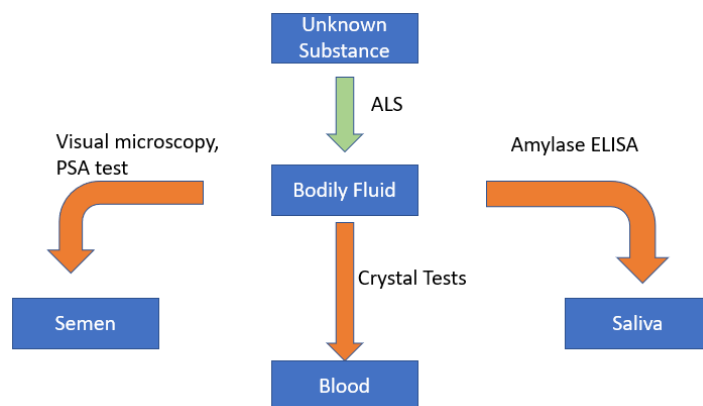 Unknown
Substance
ALS
Visual microscopy,
PSA test
Amylase ELISA
Bodily Fluid
Crystal Tests
Semen
Saliva
Blood